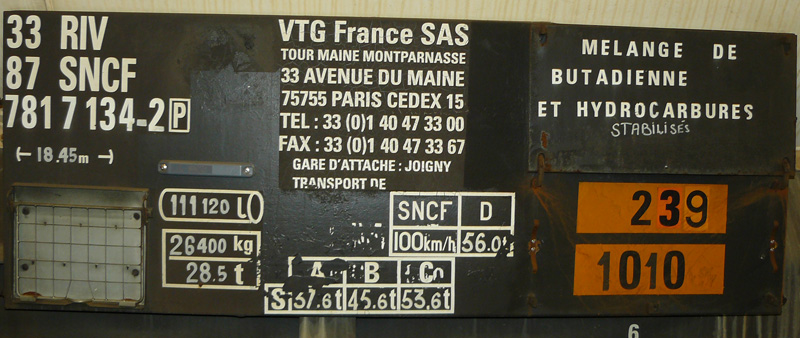 33 RIV
87 SNCF
781 7 134-2 P
18.45m
VTG France SAS
TOUR MAINE MONTPARNASSE
33 AVENUE DU MAINE
75755 PARIS CEDEX 15
TEL : 33 (0)1 40 47 33 00
FAX : 33 (0)1 40 47 33 67
GARE D'ATTACHE : JOIGNY
TRANSPORT DE
MELANGE DE
BUTADIENNE
ET HYDROCARBURES
STABILISÉS
111 120 l
26400 kg
28.5 t
SNCF D
100km/h 56.0
A B C
S 37.6t 45.6t 53.6t
239
1010
6